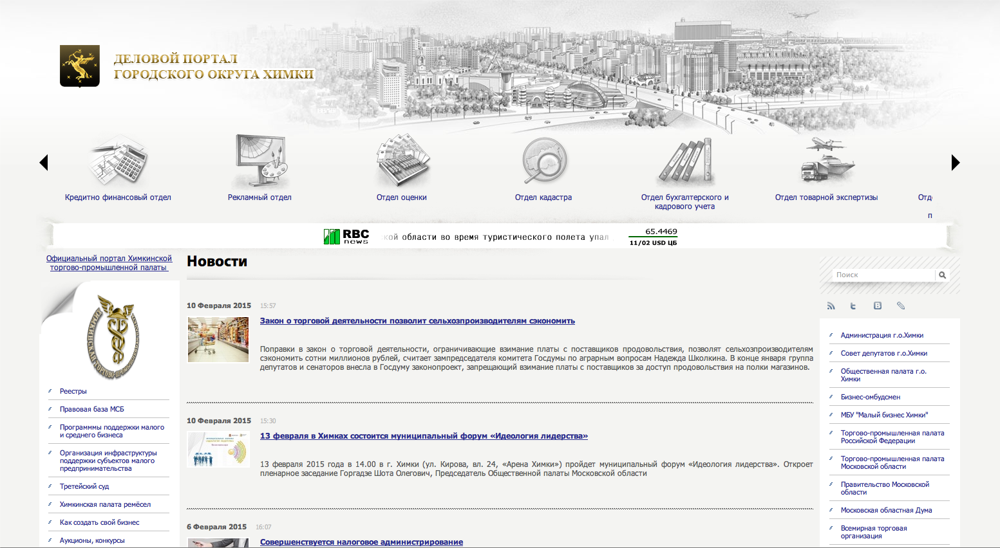 ДЕЛОВОЙ ПОРТАЛ
ГОРОДСКОГО ОКРУГА ХИМКИ
Кредитно финансовый отдел
Рекламный отдел
Отдел оценки
Отдел кадастра
Отдел бухгалтерского и
кадрового учета
Отдел товарной экспертизы
RBC
news
кой области во время туристического полета упал
65.4469
11/02 USD ЦБ
Официальный портал Химкинской
торгово-промышленной палаты
Реестры
Правовая база МСБ
Программмы поддержки малого
и среднего бизнеса
Организация инфраструктуры
поддержки субъектов малого
предпринимательства
Третейский суд
Химкинская палата ремёсел
Как создать свой бизнес
Аукционы, конкурсы
Новости
10 Февраля 2015 15:57
Закон о торговой деятельности позволит сельхозпроизводителям сэкономить
Поправки в закон о торговой деятельности, ограничивающие взимание платы с поставщиков продовольствия, позволят сельхозпроизводителям
сэкономить сотни миллионов рублей, считает зампредседателя комитета Госдумы по аграрным вопросам Надежда Школкина. В конце января группа
депутатов и сенаторов внесла в Госдуму законопроект, запрещающий взимание платы с поставщиков за доступ продовольствия на полки магазинов.
10 Февраля 2015 15:30
13 февраля в Химках состоится муниципальный форум «Идеология лидерства»
13 февраля 2015 года в 14.00 в г. Химки (ул. Кирова, вл. 24, «Арена Химки») пройдет муниципальный форум «Идеология лидерства». Откроет
пленарное заседание Горгадзе Шота Олегович, Председатель Общественной палаты Московской области
6 Февраля 2015 16:07
Совершенствуется налоговое администрирование
Поиск
Администрация г.о.Химки
Совет депутатов г.о.Химки
Общественная палата г.о.
Химки
Бизнес-омбудсмен
МБУ "Малый бизнес Химки"
Торгово-промышленная палата
Российской Федерации
Торгово-промышленная палата
Московской области
Правительство Московской
области
Московская областная Дума
Всемирная торговая
организация